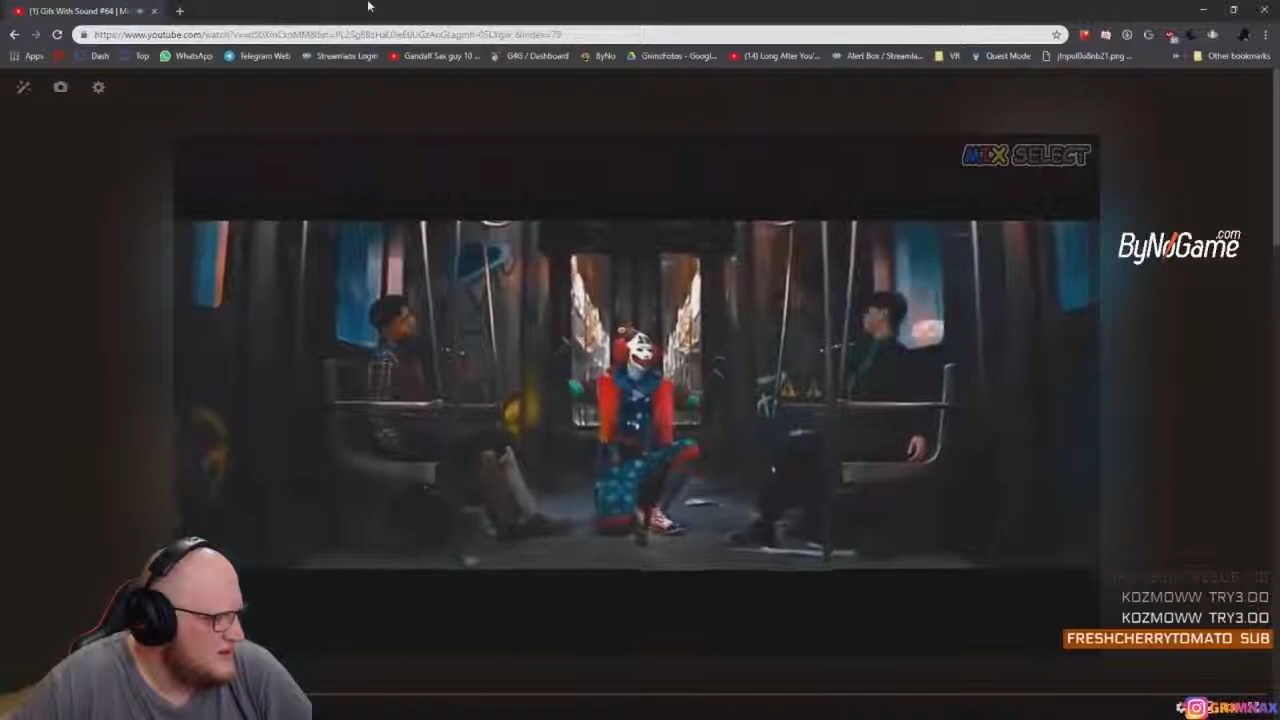 (1) Gifs With Sound #64 | Mi
Apps
Dash
Top
WhatsApp
Telegram Web
Streamlabs Login
Gandalf Sax guy 10 ...
G4G / Dashboard
ByNo
GrimzFotos - Googl...
(14) Long After You'...
Alert Box / Streamla...
VR
Quest Mode
Other bookmarks
MIX SELECT
ByNoGame.com
KOZMOWW TRY3.00
KOZMOWW TRY3.00
FRESHCHERRYTOMATO SUB